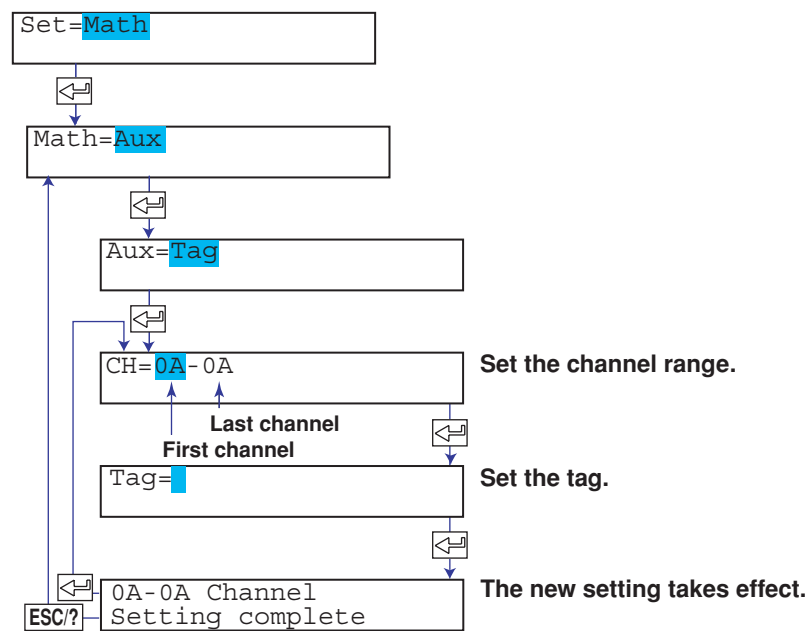 Set=Math
Math=Aux
Aux=Tag
CH=0A-0A
Set the channel range.
Last channel
First channel
Tag=
Set the tag.
0A-0A Channel
Setting complete
The new setting takes effect.
ESC/?